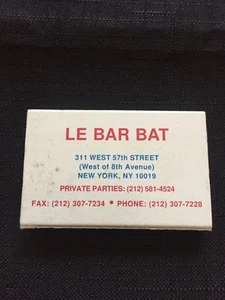 LE BAR BAT
311 WEST 57th STREET
(West of 8th Avenue)
NEW YORK, NY 10019
PRIVATE PARTIES: (212) 581-4524
FAX: (212) 307-7234 * PHONE: (212) 307-7228